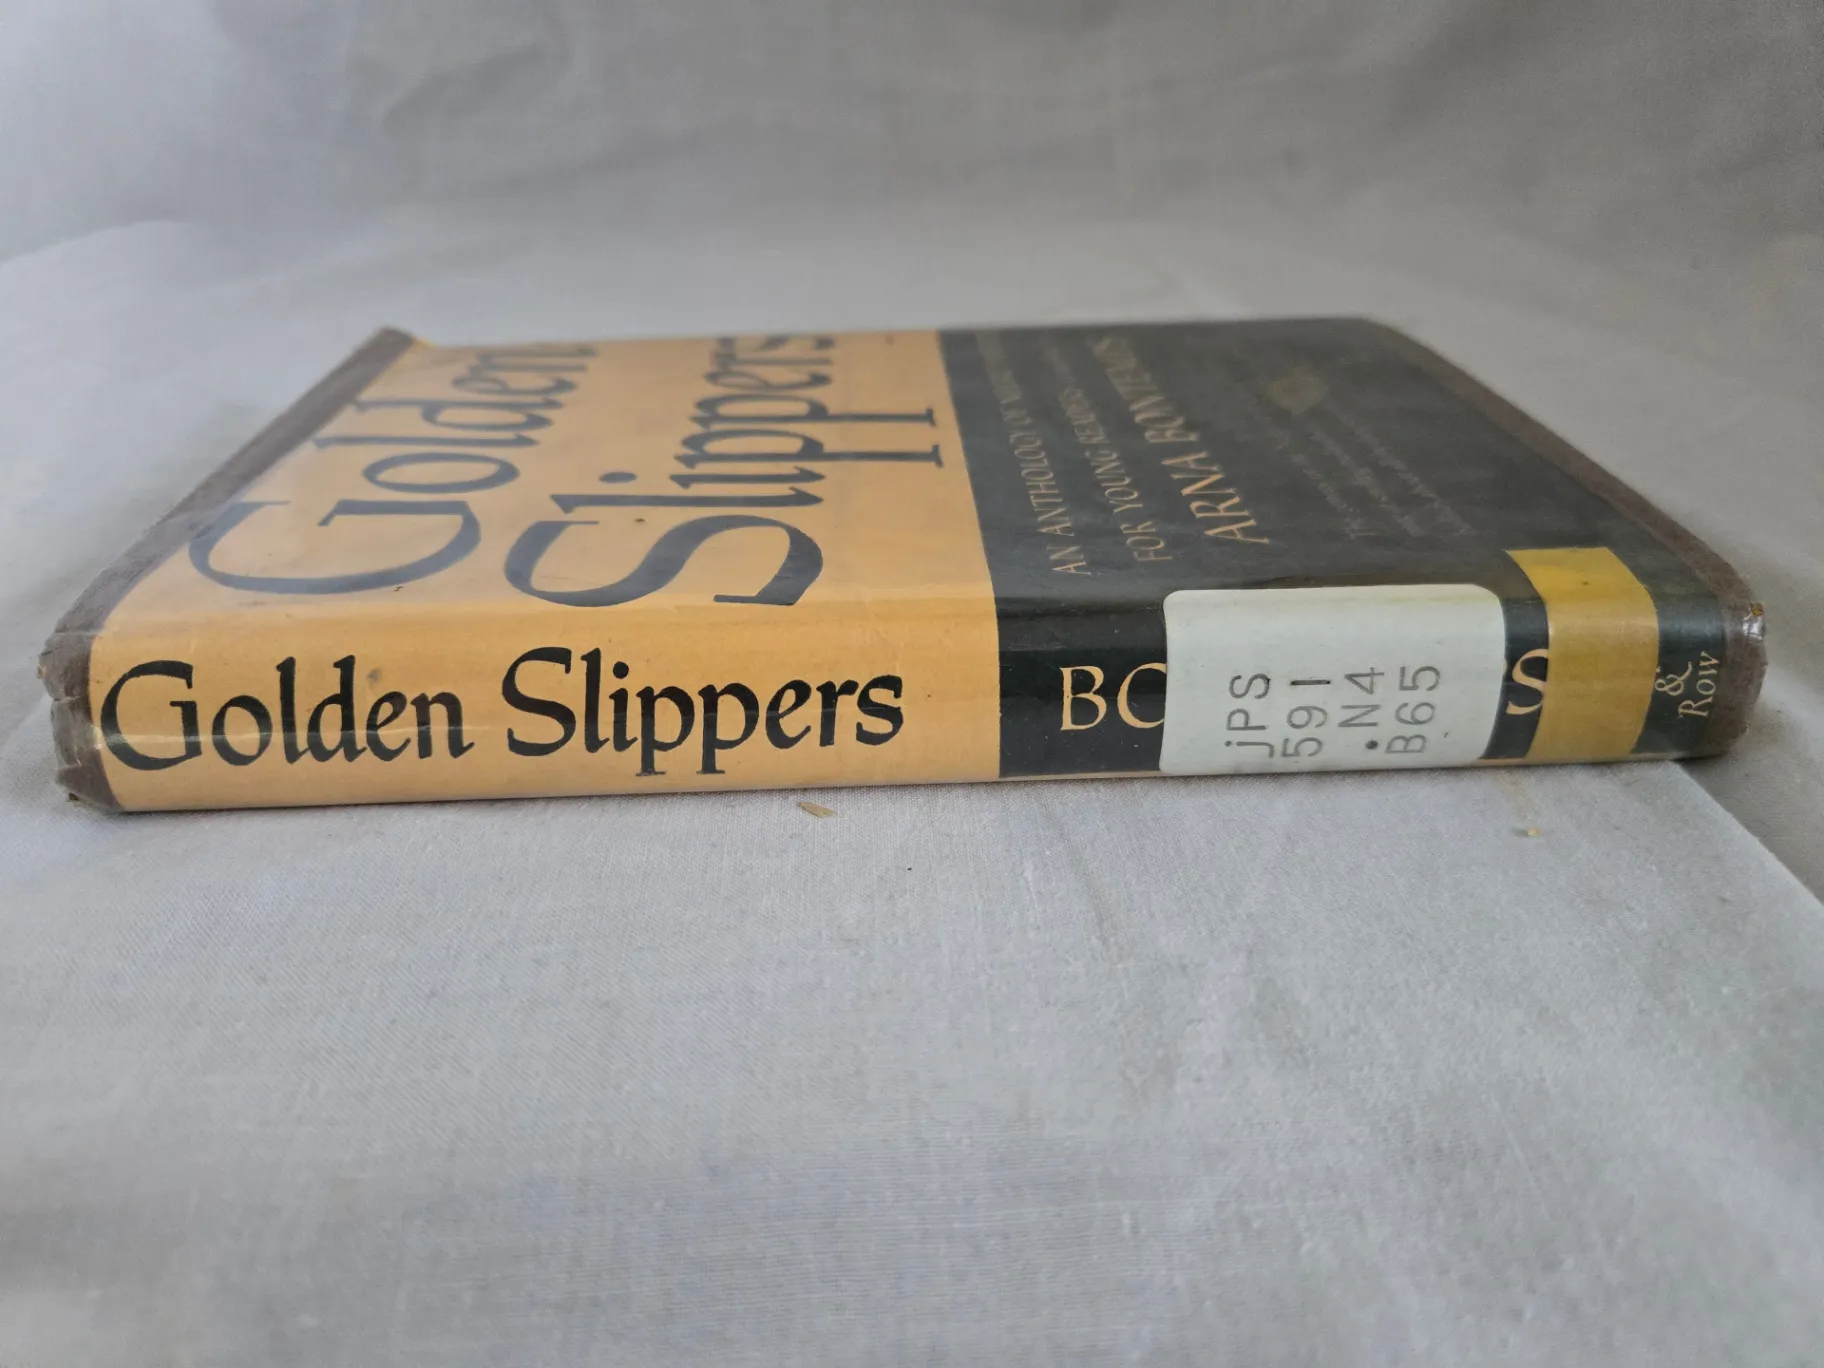 Golden
Slippers
AN ANTHOLOGY OF
FOR YOUNG READERS
ARNA BONTEMPS
Golden Slippers
BO
S
jPS
591
.N4
B65
&
Row